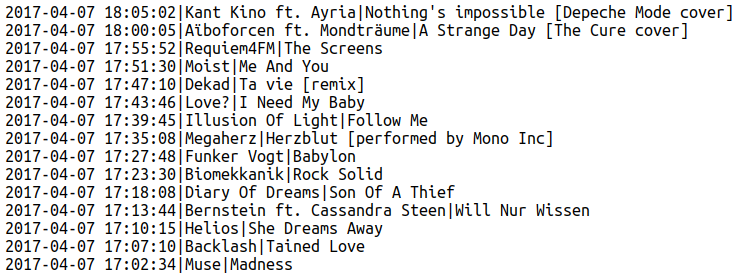 2017-04-07 18:05:02|Kant Kino ft. Ayria|Nothing's impossible [Depeche Mode cover]
2017-04-07 18:00:05|Aïboforcen ft. Mondträume|A Strange Day [The Cure cover]
2017-04-07 17:55:52|Requiem4FM|The Screens
2017-04-07 17:51:30|Moist|Me And You
2017-04-07 17:47:10|Dekad|Ta vie [remix]
2017-04-07 17:43:46|Love?|I Need My Baby
2017-04-07 17:39:45|Illusion Of Light|Follow Me
2017-04-07 17:35:08|Megaherz|Herzblut [performed by Mono Inc]
2017-04-07 17:27:48|Funker Vogt|Babylon
2017-04-07 17:23:30|Biomekkanik|Rock Solid
2017-04-07 17:18:08|Diary Of Dreams|Son Of A Thief
2017-04-07 17:13:44|Bernstein ft. Cassandra Steen|Will Nur Wissen
2017-04-07 17:10:15|Helios|She Dreams Away
2017-04-07 17:07:10|Backlash|Tained Love
2017-04-07 17:02:34|Muse|Madness